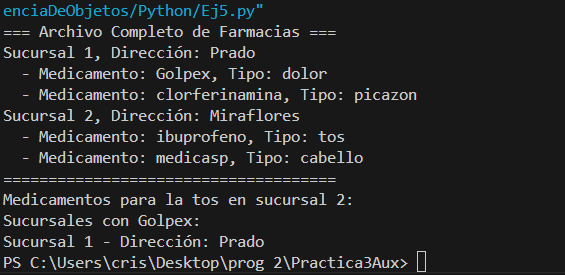 enciaDeObjetos/Python/Ej5.py"
=== Archivo Completo de Farmacias ===
Sucursal 1, Dirección: Prado
  - Medicamento: Golpex, Tipo: dolor
  - Medicamento: clorferinamina, Tipo: picazon
Sucursal 2, Dirección: Miraflores
  - Medicamento: ibuprofeno, Tipo: tos
  - Medicamento: medicasp, Tipo: cabello
=====================================
Medicamentos para la tos en sucursal 2:
Sucursales con Golpex:
Sucursal 1 - Dirección: Prado
PS C:\Users\cris\Desktop\prog 2\Practica3Aux>